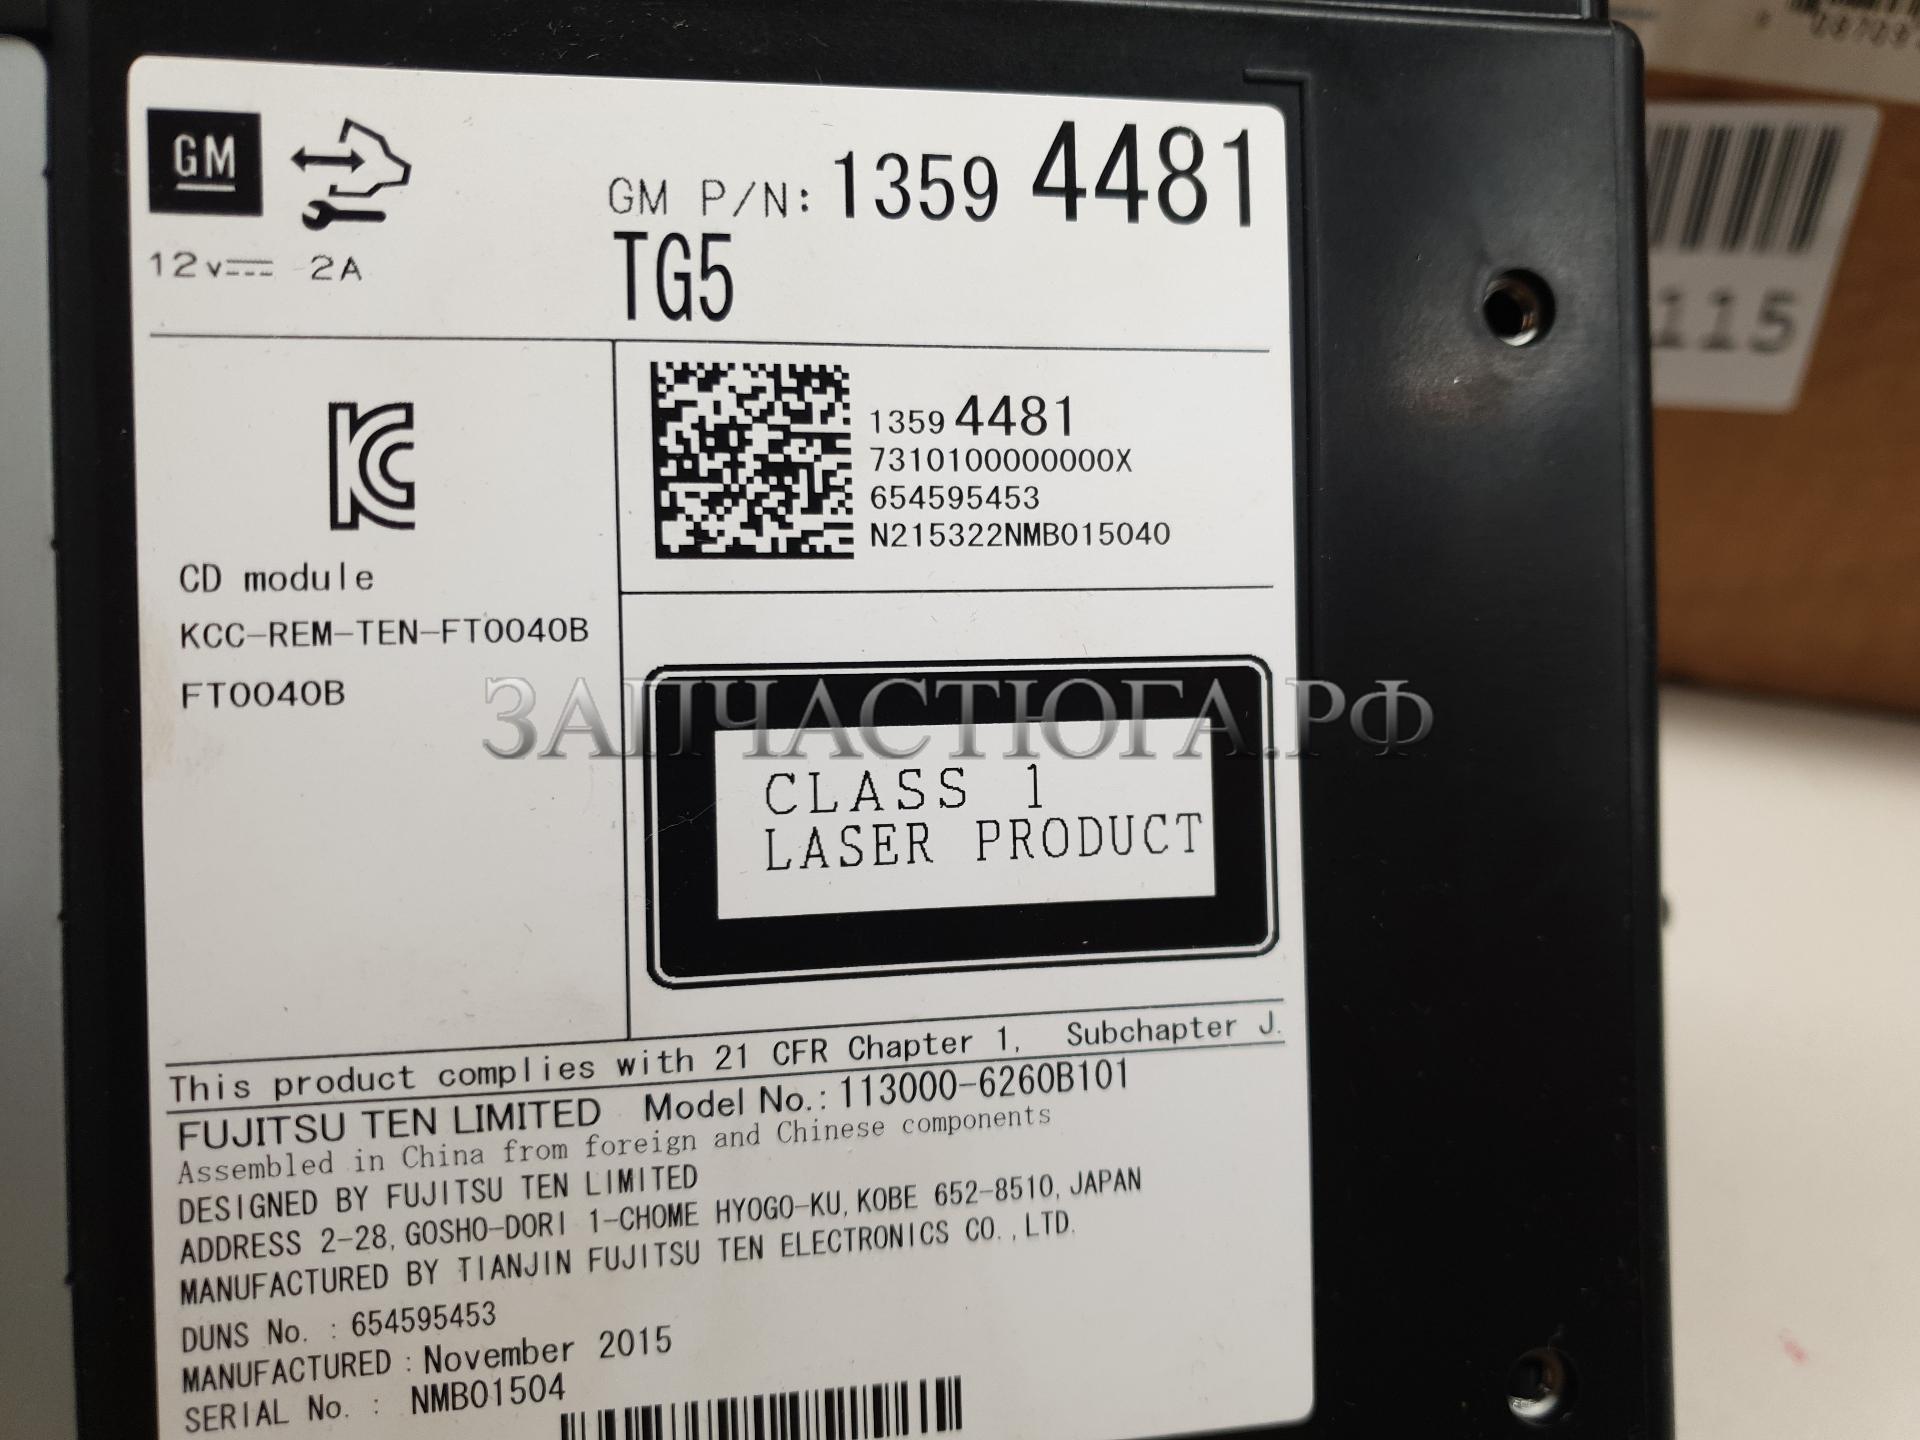 GM
GM P/N: 1359 4481
12v 2A
TG5
1359 4481
7310100000000X
654595453
N215322NMB015040
CD module
KCC-REM-TEN-FT0040B
FT0040B
ЗАПЧАСТЮГА.РФ
CLASS 1
LASER PRODUCT
This product complies with 21 CFR Chapter 1, Subchapter J.
FUJITSU TEN LIMITED Model No.: 113000-6260B101
Assembled in China from foreign and Chinese components
DESIGNED BY FUJITSU TEN LIMITED
ADDRESS 2-28, GOSHO-DORI 1-CHOME HYOGO-KU, KOBE 652-8510, JAPAN
MANUFACTURED BY TIANJIN FUJITSU TEN ELECTRONICS CO., LTD.
DUNS No. : 654595453
MANUFACTURED : November 2015
SERIAL No. : NMB01504
115